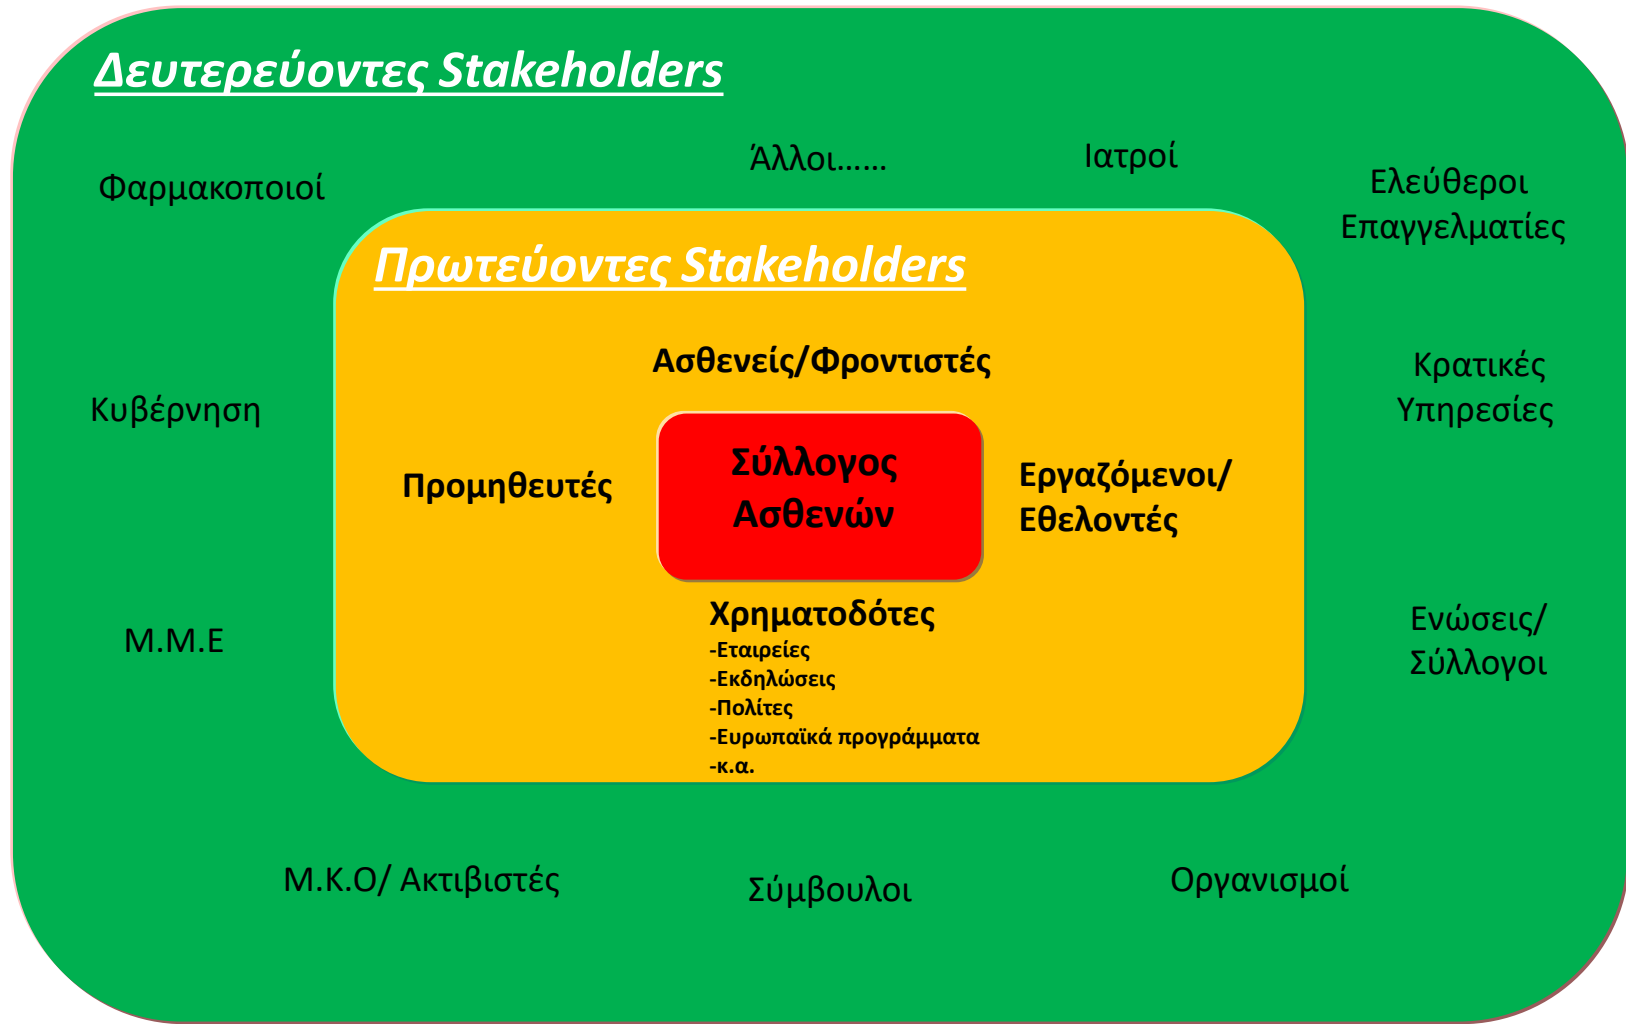 Δευτερεύοντες Stakeholders
Άλλοι......
Ιατροί
Φαρμακοποιοί
Ελεύθεροι
Επαγγελματίες
Πρωτεύοντες Stakeholders
Ασθενείς/Φροντιστές
Κρατικές
Υπηρεσίες
Κυβέρνηση
Προμηθευτές
Σύλλογος
Ασθενών
Εργαζόμενοι/
Εθελοντές
Χρηματοδότες
-Εταιρείες
-Εκδηλώσεις
-Πολίτες
-Ευρωπαϊκά προγράμματα
-κ.α.
Μ.Μ.Ε
Ενώσεις/
Σύλλογοι
Μ.Κ.Ο/ Ακτιβιστές
Σύμβουλοι
Οργανισμοί